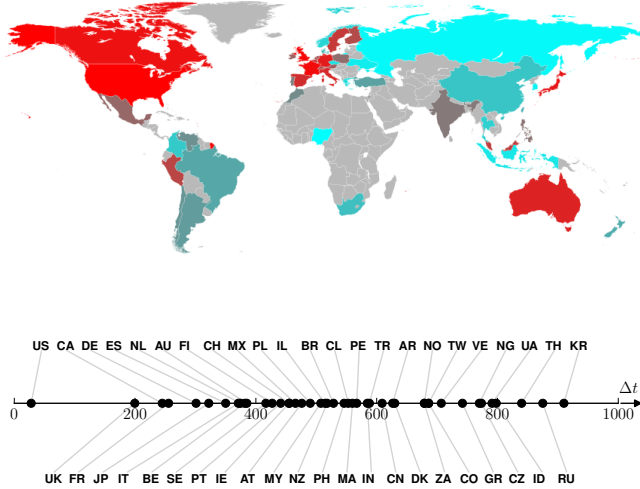 US CA DE ES NL AU FI CH MX PL IL BR CL PE TR AR NO TW VE NG UA TH KR
Δt
0 200 400 600 800 1000
UK FR JP IT BE SE PT IE AT MY NZ PH MA IN CN DK ZA CO GR CZ ID RU